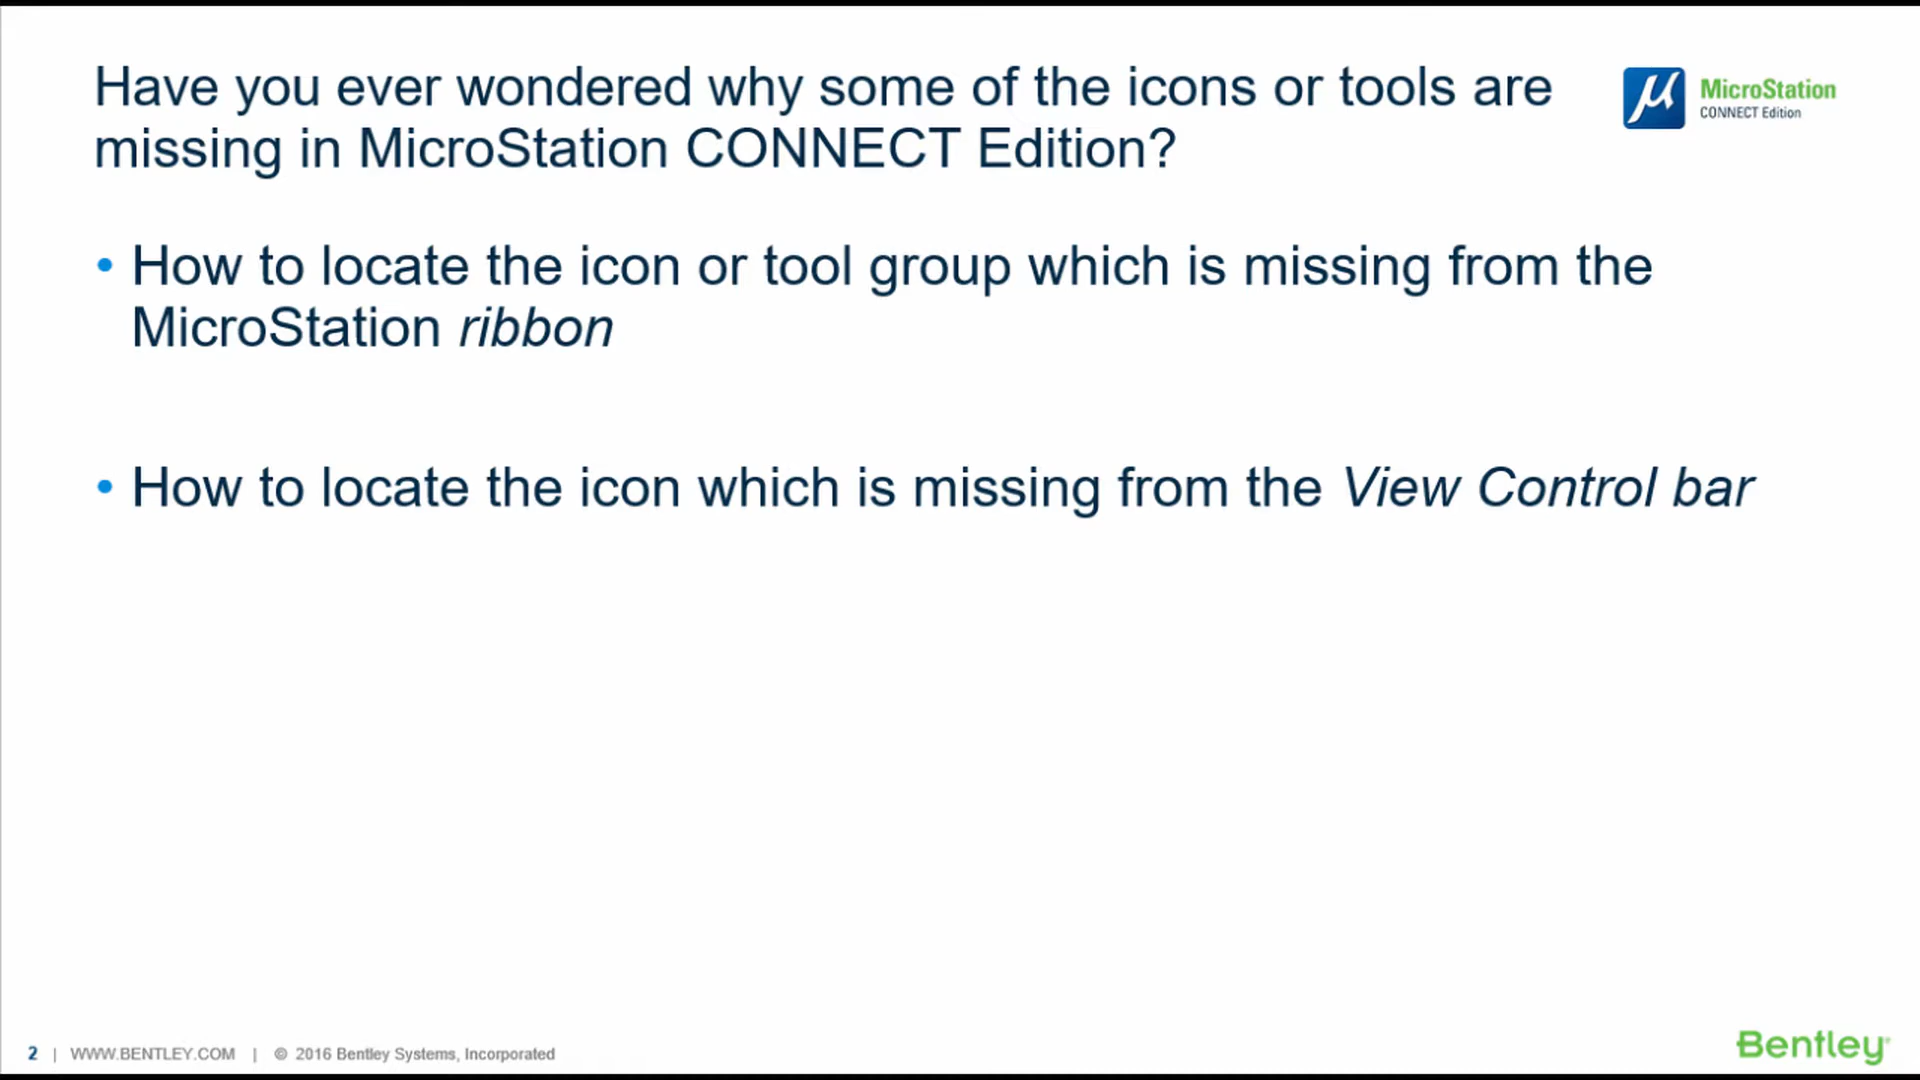 Have you ever wondered why some of the icons or tools are
missing in MicroStation CONNECT Edition?
MicroStation
CONNECT Edition
• How to locate the icon or tool group which is missing from the
MicroStation ribbon
• How to locate the icon which is missing from the View Control bar
2 | WWW.BENTLEY.COM | © 2016 Bentley Systems, Incorporated
Bentley